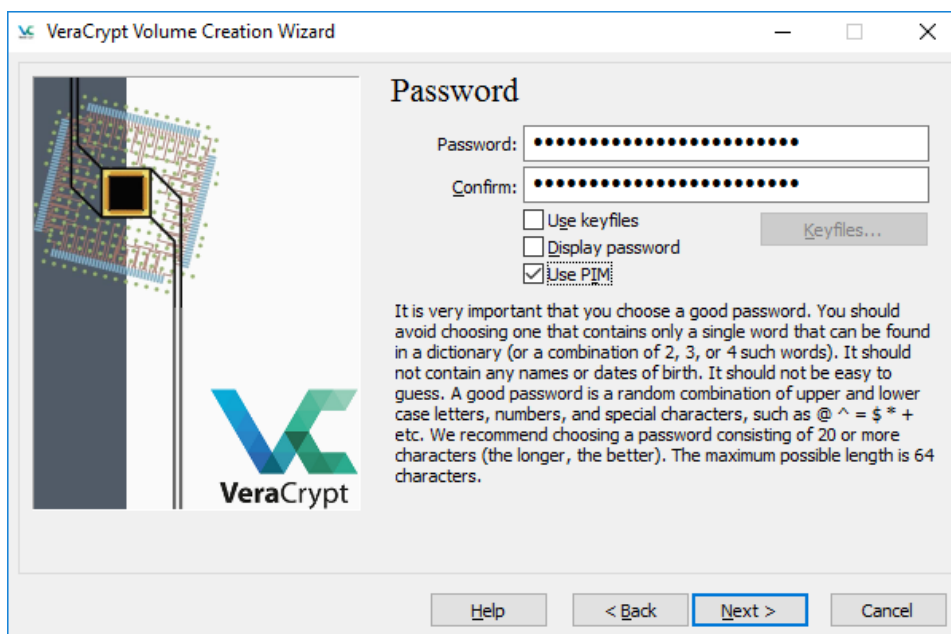 VeraCrypt Volume Creation Wizard
Password
Password: ●●●●●●●●●●●●●●●●●●●●●●●●
Confirm: ●●●●●●●●●●●●●●●●●●●●●●●●
Use keyfiles
Keyfiles...
Display password
Use PIM
It is very important that you choose a good password. You should
avoid choosing one that contains only a single word that can be found
in a dictionary (or a combination of 2, 3, or 4 such words). It should
not contain any names or dates of birth. It should not be easy to
guess. A good password is a random combination of upper and lower
case letters, numbers, and special characters, such as @ ^ = $ * +
etc. We recommend choosing a password consisting of 20 or more
characters (the longer, the better). The maximum possible length is 64
characters.
VeraCrypt
Help
< Back
Next >
Cancel